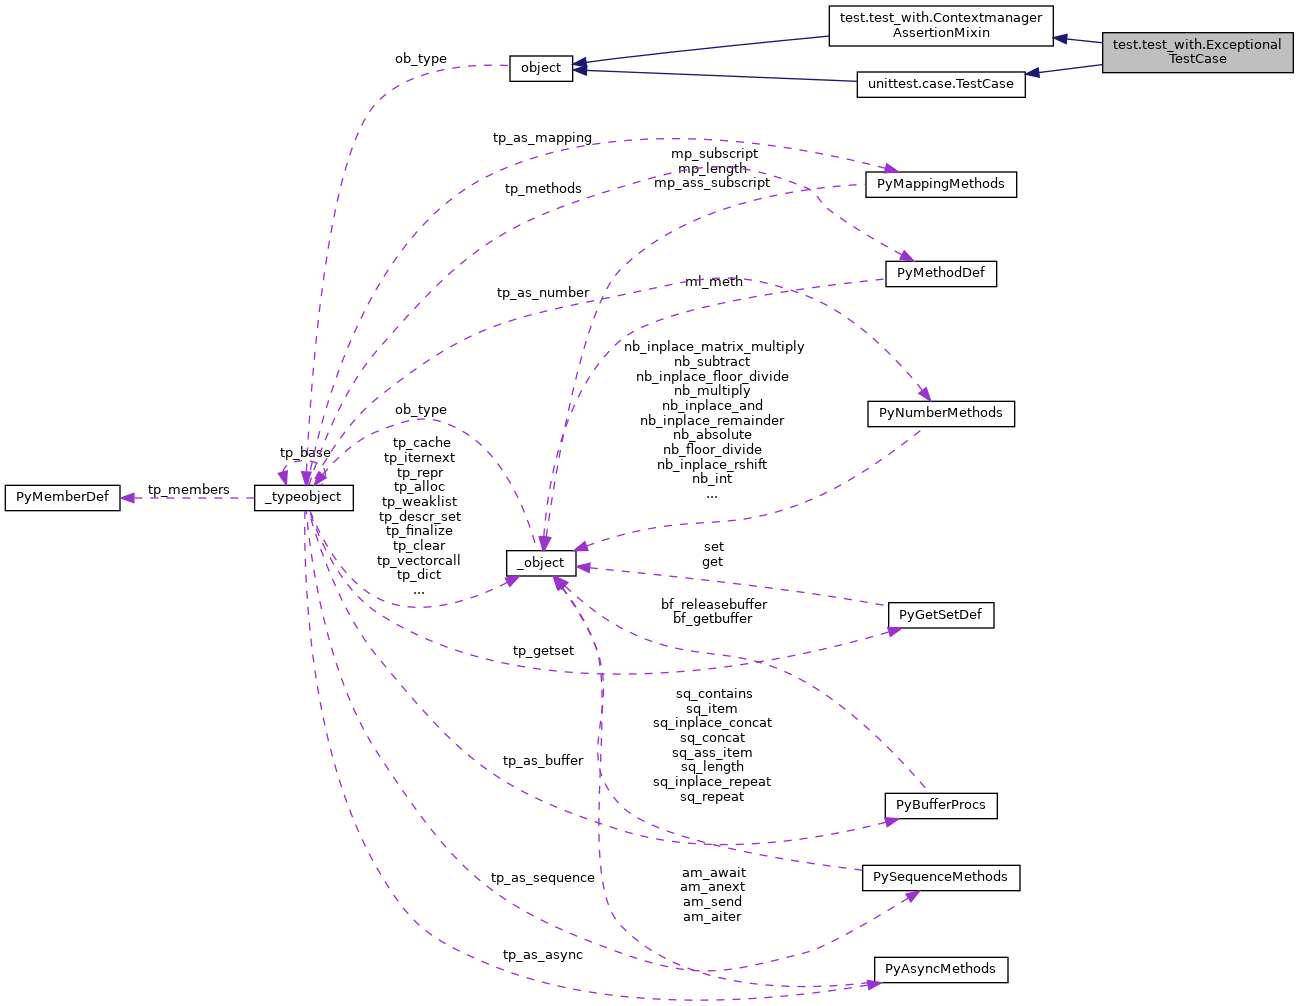 test.test_with.Contextmanager
AssertionMixin
test.test_with.Exceptional
TestCase
ob_type
object
unittest.case.TestCase
tp_as_mapping
mp_subscript
mp_length
mp_ass_subscript
tp_methods
PyMappingMethods
PyMethodDef
ml_meth
tp_as_number
nb_inplace_matrix_multiply
nb_subtract
nb_inplace_floor_divide
nb_multiply
nb_inplace_and
nb_inplace_remainder
nb_absolute
nb_floor_divide
nb_inplace_rshift
nb_int
...
PyNumberMethods
ob_type
tp_base
tp_cache
tp_iternext
tp_repr
tp_alloc
tp_weaklist
tp_descr_set
tp_finalize
tp_clear
tp_vectorcall
tp_dict
...
PyMemberDef
tp_members
_typeobject
_object
set
get
PyGetSetDef
bf_releasebuffer
bf_getbuffer
tp_getset
sq_contains
sq_item
sq_inplace_concat
sq_concat
sq_ass_item
sq_length
sq_inplace_repeat
sq_repeat
tp_as_buffer
PyBufferProcs
tp_as_sequence
PySequenceMethods
am_await
am_anext
am_send
am_aiter
tp_as_async
PyAsyncMethods